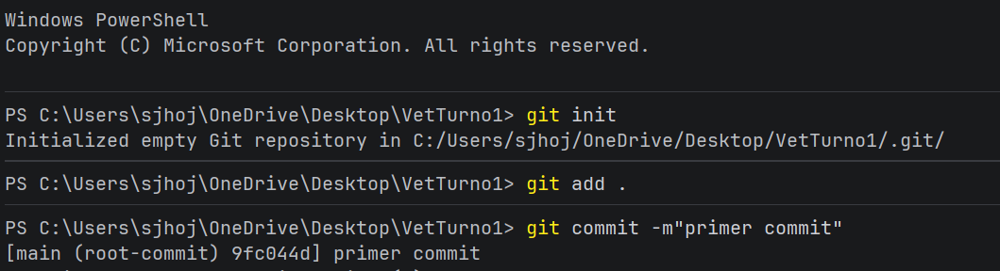 Windows PowerShell
Copyright (C) Microsoft Corporation. All rights reserved.
PS C:\Users\sjhoj\OneDrive\Desktop\VetTurno1> git init
Initialized empty Git repository in C:/Users/sjhoj/OneDrive/Desktop/VetTurno1/.git/
PS C:\Users\sjhoj\OneDrive\Desktop\VetTurno1> git add .
PS C:\Users\sjhoj\OneDrive\Desktop\VetTurno1> git commit -m"primer commit"
[main (root-commit) 9fc044d] primer commit